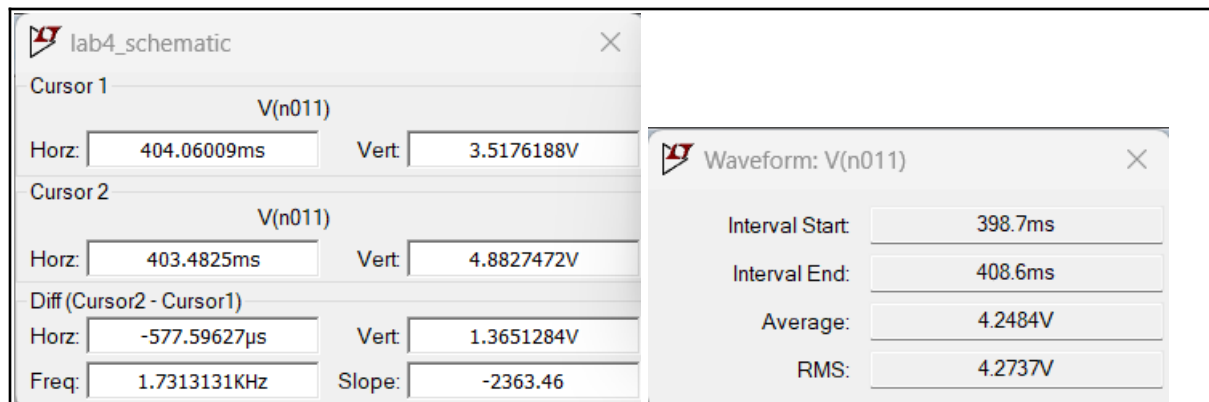 lab4_schematic
Cursor 1
V(n011)
Horz: 404.06009ms Vert: 3.5176188V
Cursor 2
V(n011)
Horz: 403.4825ms Vert: 4.8827472V
Diff (Cursor2 - Cursor1)
Horz: -577.59627µs Vert: 1.3651284V
Freq: 1.7313131KHz Slope: -2363.46
Waveform: V(n011)
Interval Start: 398.7ms
Interval End: 408.6ms
Average: 4.2484V
RMS: 4.2737V